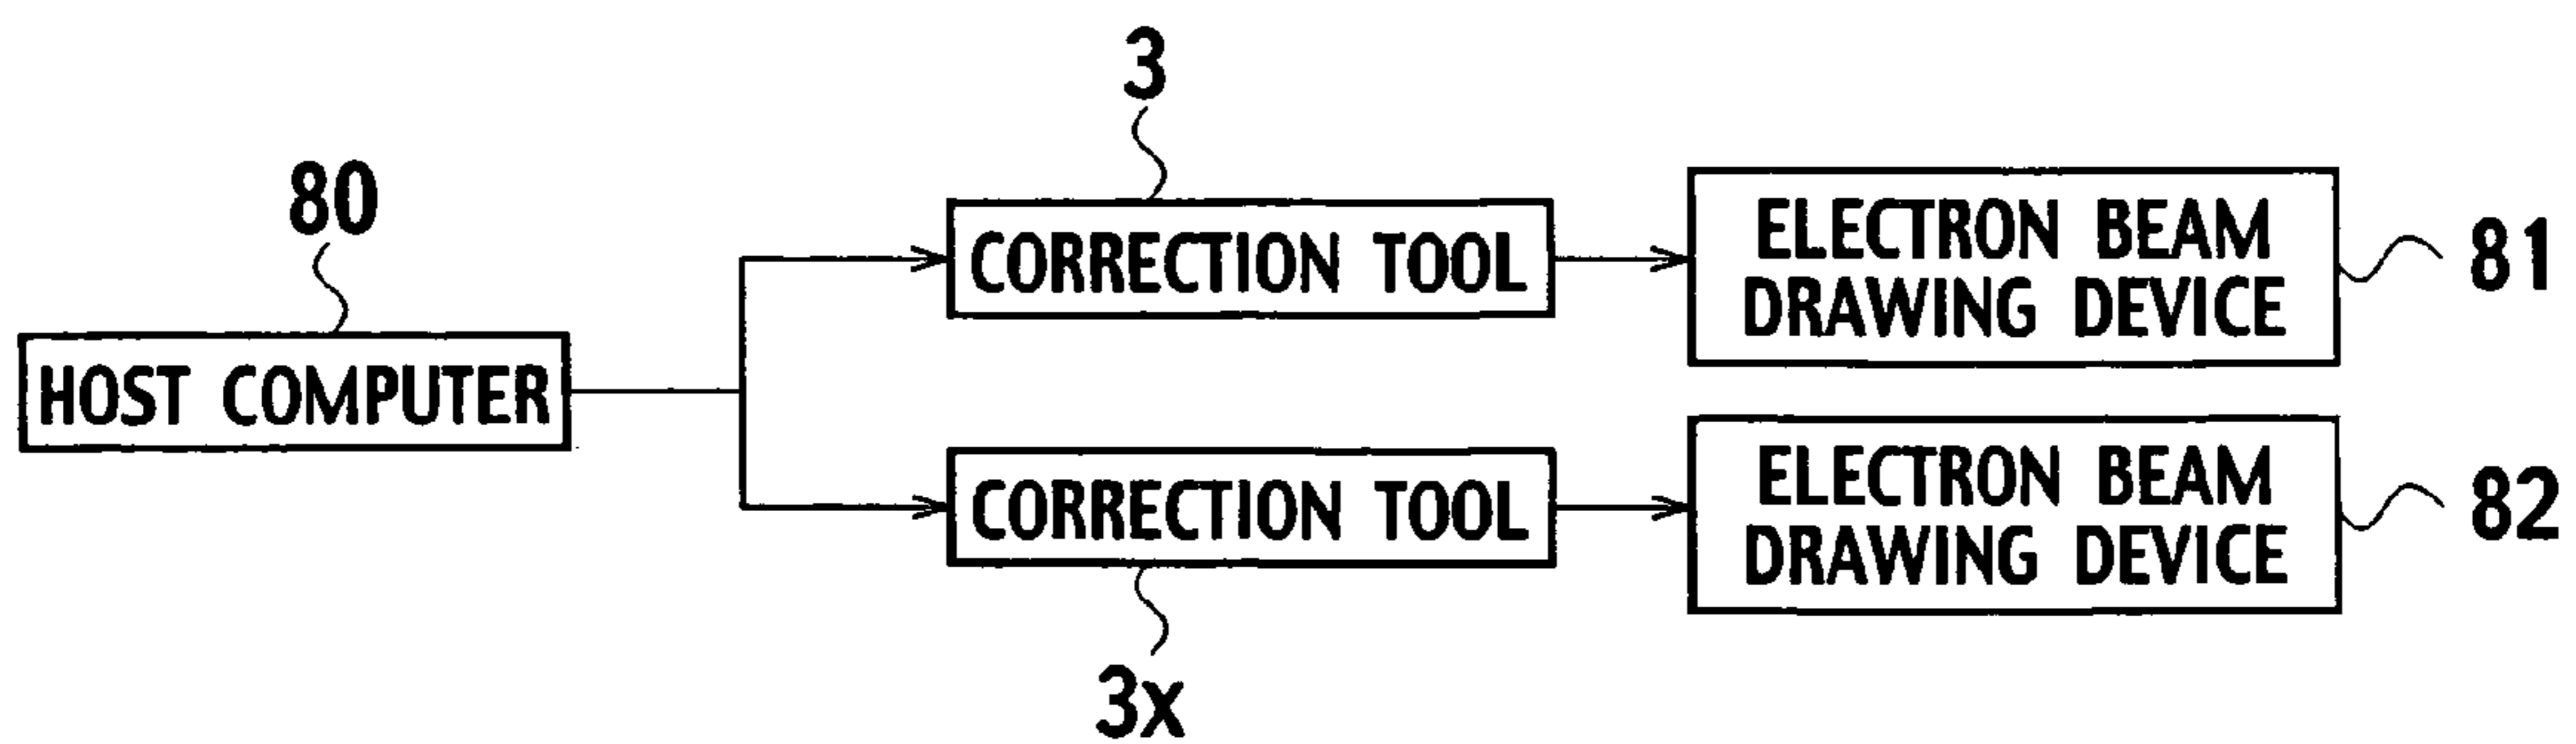 3
80
CORRECTION TOOL
ELECTRON BEAM
DRAWING DEVICE
81
HOST COMPUTER
CORRECTION TOOL
ELECTRON BEAM
DRAWING DEVICE
82
3x